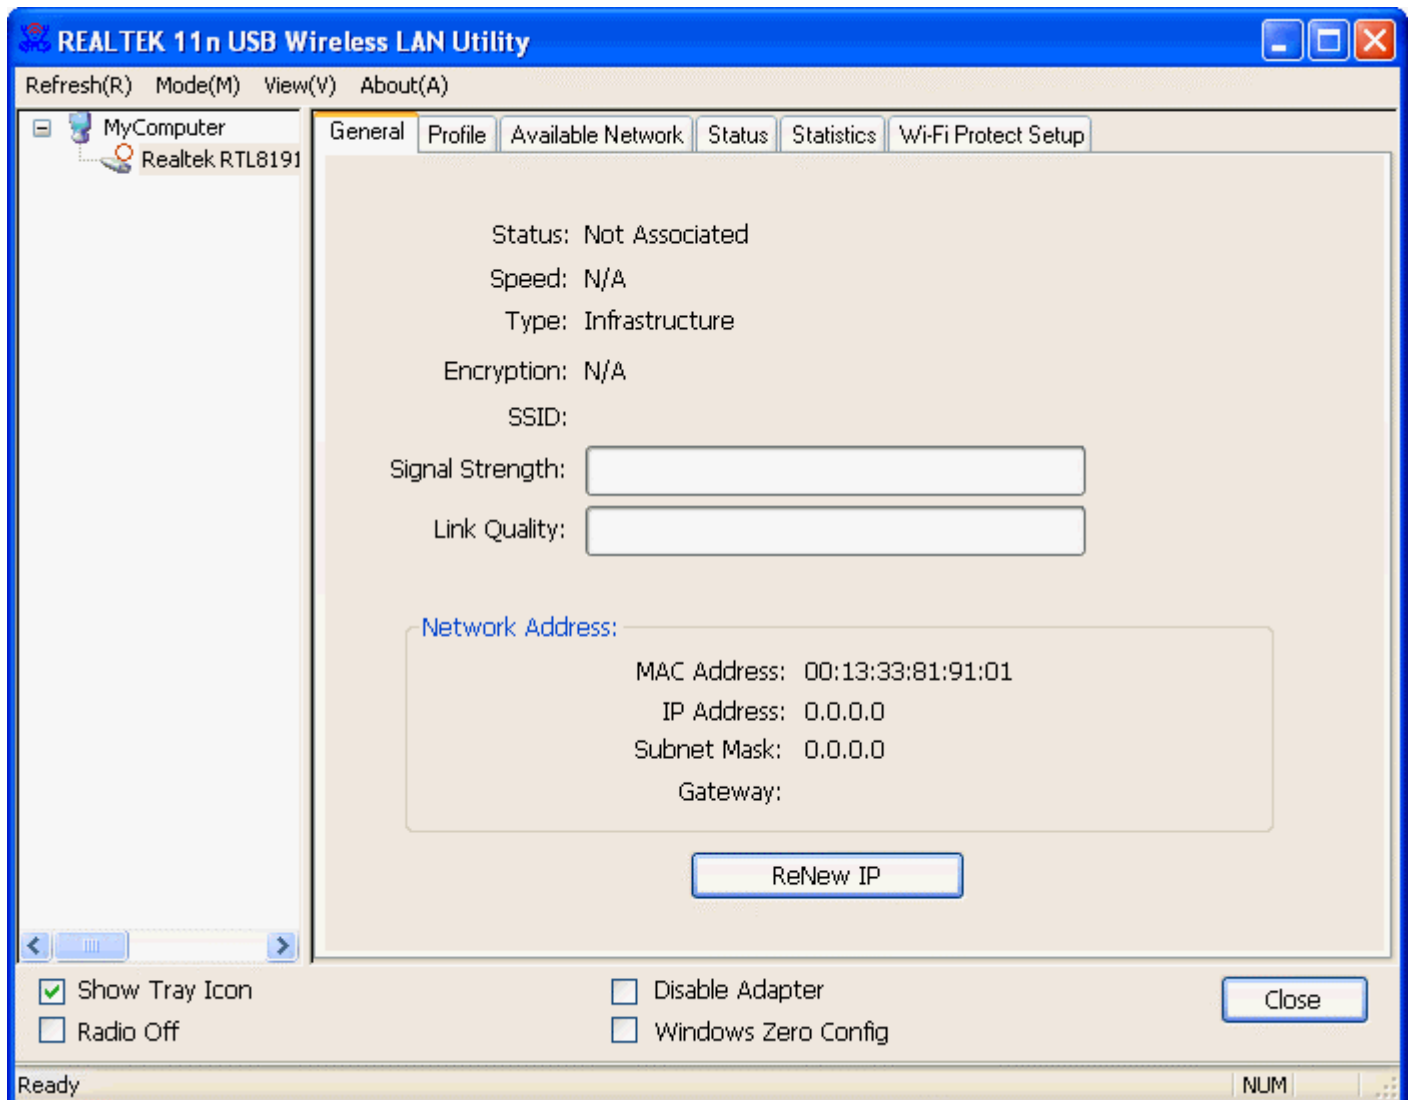 REALTEK 11n USB Wireless LAN Utility
Refresh(R) Mode(M) View(V) About(A)
MyComputer
Realtek RTL8191
General Profile Available Network Status Statistics Wi-Fi Protect Setup
Status: Not Associated
Speed: N/A
Type: Infrastructure
Encryption: N/A
SSID:
Signal Strength:
Link Quality:
Network Address:
MAC Address: 00:13:33:81:91:01
IP Address: 0.0.0.0
Subnet Mask: 0.0.0.0
Gateway:
ReNew IP
Show Tray Icon
Radio Off
Disable Adapter
Windows Zero Config
Close
Ready
NUM